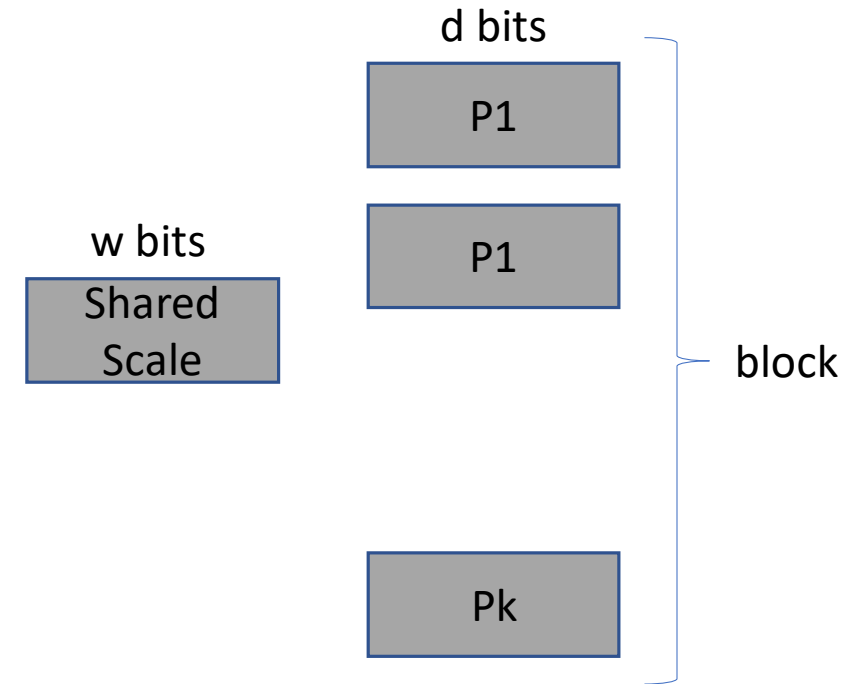 d bits
P1
P1
w bits
Shared
Scale
block
Pk